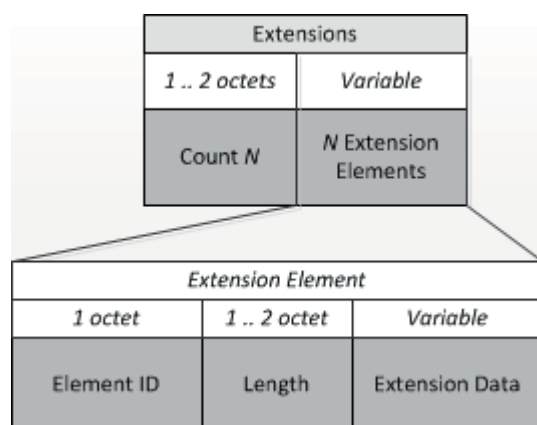 Extensions
1 .. 2 octets Variable
Count N N Extension
Elements
Extension Element
1 octet 1 .. 2 octet Variable
Element ID Length Extension Data